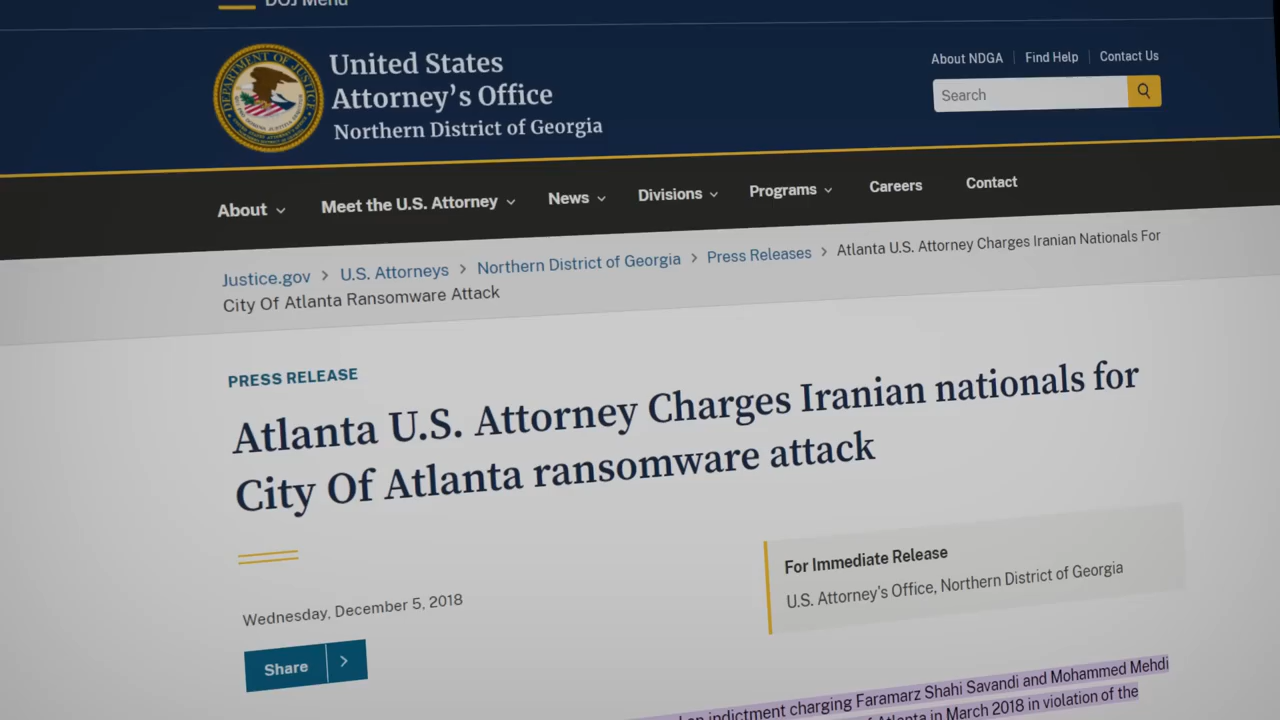 DOJ Menu
United States
Attorney's Office
Northern District of Georgia
About NDGA
Find Help
Contact Us
Search
About
Meet the U.S. Attorney
News
Divisions
Programs
Careers
Contact
Justice.gov > U.S. Attorneys > Northern District of Georgia > Press Releases > Atlanta U.S. Attorney Charges Iranian Nationals For
City Of Atlanta Ransomware Attack
PRESS RELEASE
Atlanta U.S. Attorney Charges Iranian nationals for
City Of Atlanta ransomware attack
For Immediate Release
U.S. Attorney's Office, Northern District of Georgia
Wednesday, December 5, 2018
Share >
an indictment charging Faramarz Shahi Savandi and Mohammed Mehdi
Atlanta in March 2018 in violation of the